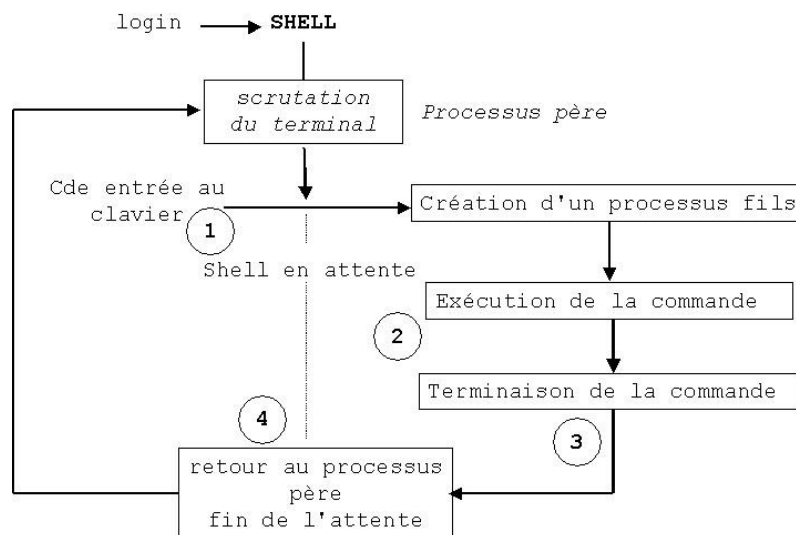 login
SHELL
scrutation
du terminal
Processus père
Cde entrée au
clavier
1
Création d'un processus fils
Shell en attente
Exécution de la commande
2
Terminaison de la commande
4
3
retour au processus
père
fin de l'attente